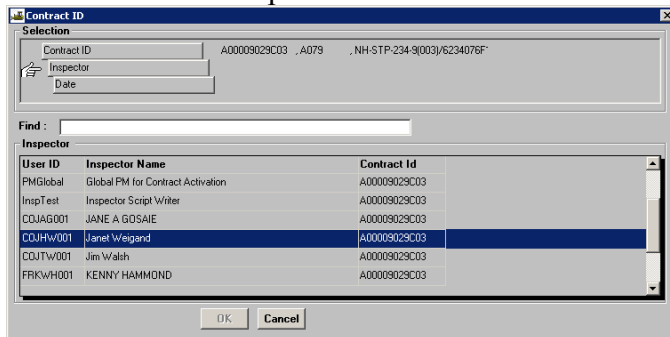 Contract ID
Selection
Contract ID A00009029C03 , A079 , NH-STP-234-9(003)/6234076F*
Inspector
Date
Find :
Inspector
User ID Inspector Name Contract Id
PMGlobal Global PM for Contract Activation A00009029C03
InspTest Inspector Script Writer A00009029C03
COJAG001 JANE A GOSAIE A00009029C03
COJHW001 Janet Weigand A00009029C03
COJTW001 Jim Walsh A00009029C03
FRKWH001 KENNY HAMMOND A00009029C03
OK Cancel